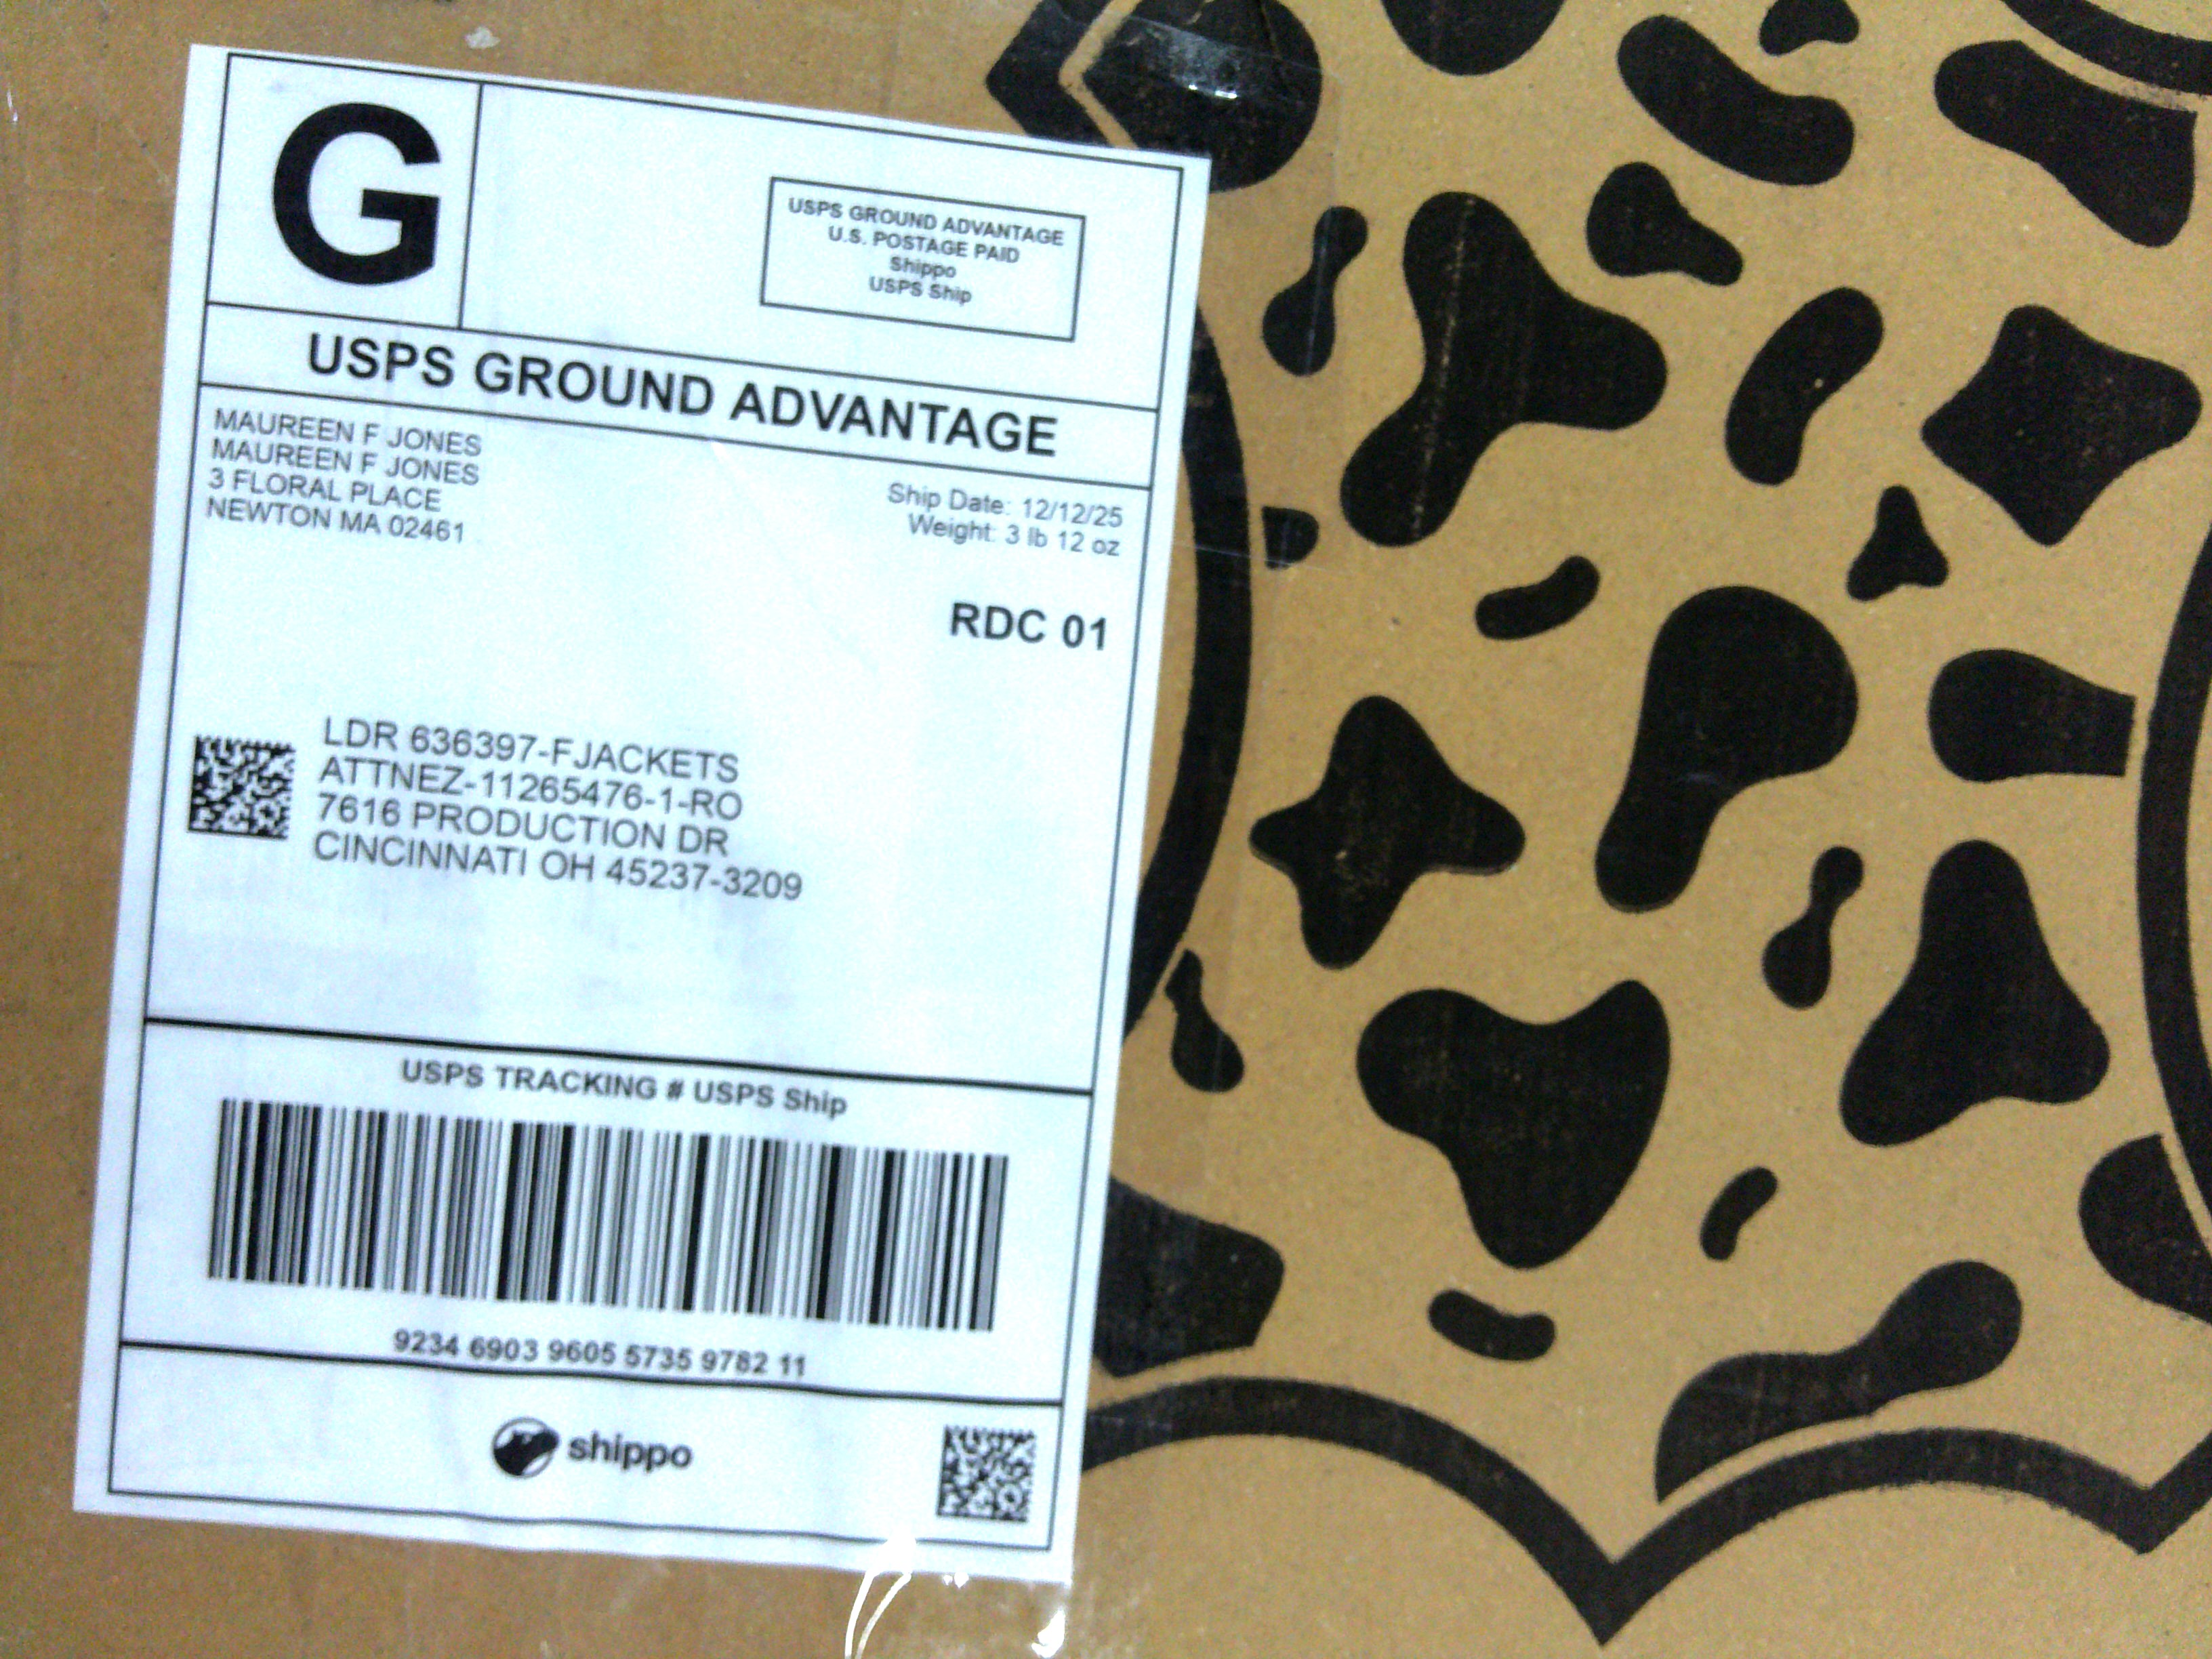 G
USPS GROUND ADVANTAGE
U.S. POSTAGE PAID
Shippo
USPS Ship
USPS GROUND ADVANTAGE
MAUREEN F JONES
MAUREEN F JONES
3 FLORAL PLACE
NEWTON MA 02461
Ship Date: 12/12/25
Weight: 3 lb 12 oz
RDC 01
LDR 636397-FJACKETS
ATTNEZ-11265476-1-RO
7616 PRODUCTION DR
CINCINNATI OH 45237-3209
USPS TRACKING # USPS Ship
9234 6903 9605 5735 9782 11
shippo